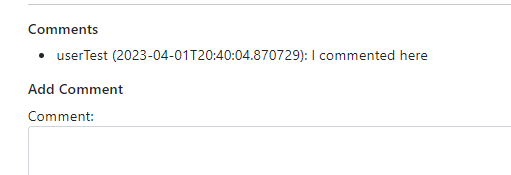 Comments
userTest (2023-04-01T20:40:04.870729): I commented here
Add Comment
Comment: